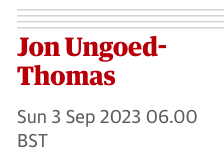 Jon Ungoed-
Thomas
Sun 3 Sep 2023 06.00
BST